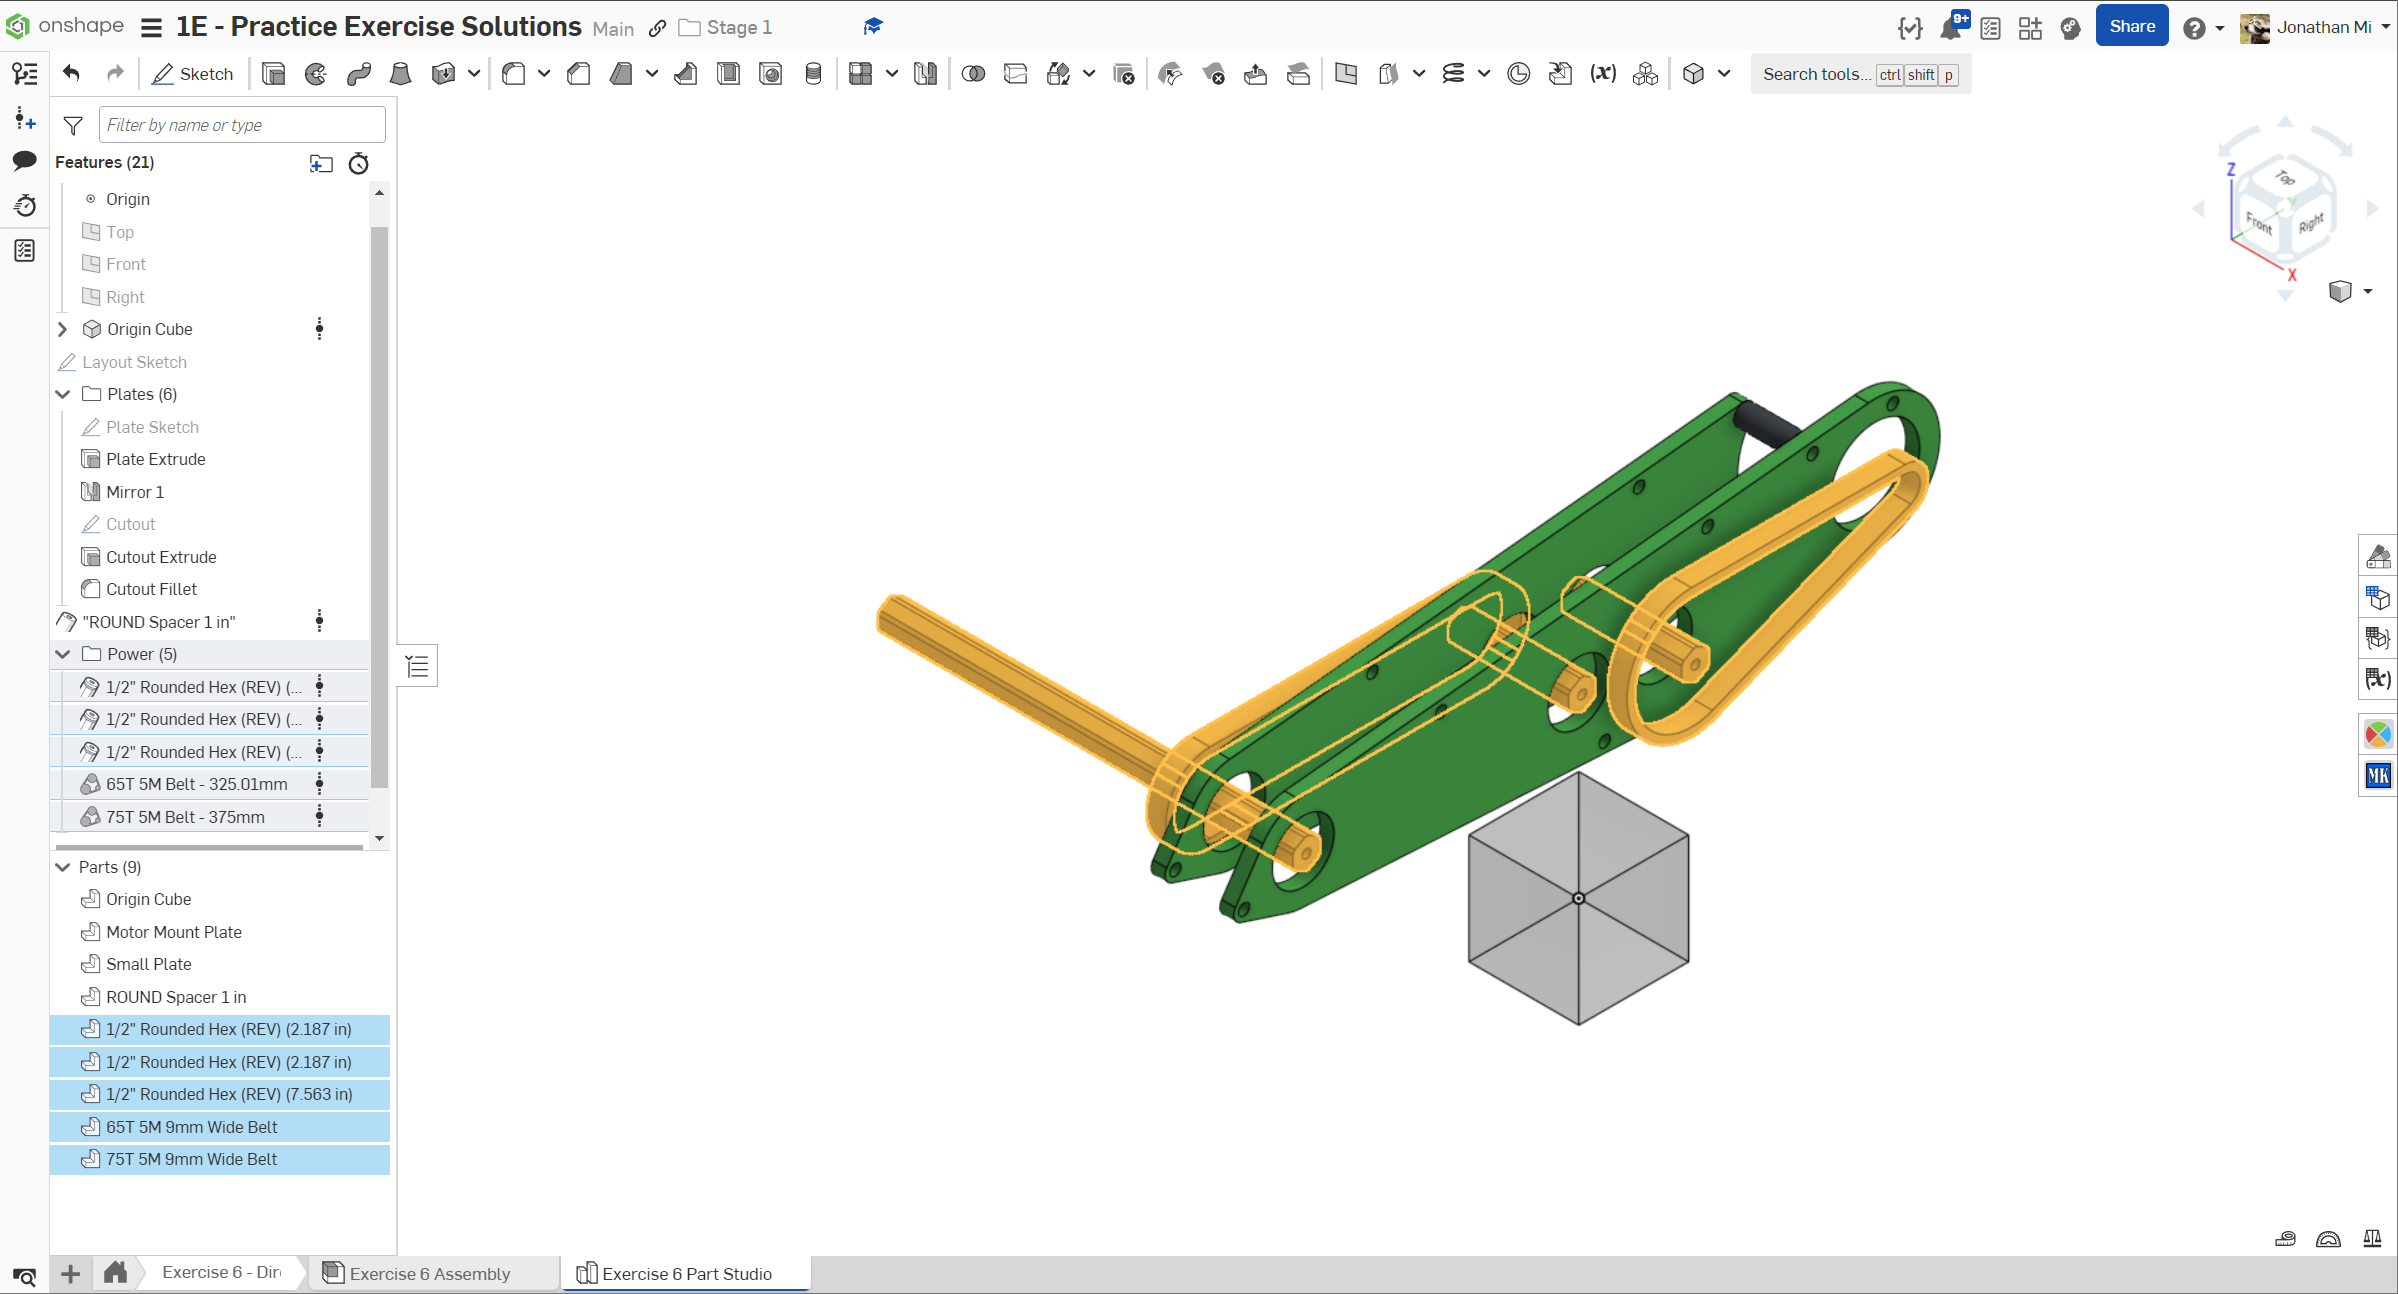 onshape 1E - Practice Exercise Solutions Main Stage 1 9+ Share Jonathan Mi
Sketch (x) Search tools... ctrl shift p
Filter by name or type
Features (21)
Origin
Top
Front
Right
Origin Cube
Layout Sketch
Plates (6)
Plate Sketch
Plate Extrude
Mirror 1
Cutout
Cutout Extrude
Cutout Fillet
"ROUND Spacer 1 in"
Power (5)
1/2" Rounded Hex (REV) (...
1/2" Rounded Hex (REV) (...
1/2" Rounded Hex (REV) (...
65T 5M Belt - 325.01mm
75T 5M Belt - 375mm
Parts (9)
Origin Cube
Motor Mount Plate
Small Plate
ROUND Spacer 1 in
1/2" Rounded Hex (REV) (2.187 in)
1/2" Rounded Hex (REV) (2.187 in)
1/2" Rounded Hex (REV) (7.563 in)
65T 5M 9mm Wide Belt
75T 5M 9mm Wide Belt
Z
Top
Y
Front Right
X
(x)
MK
Exercise 6 - Dir Exercise 6 Assembly Exercise 6 Part Studio